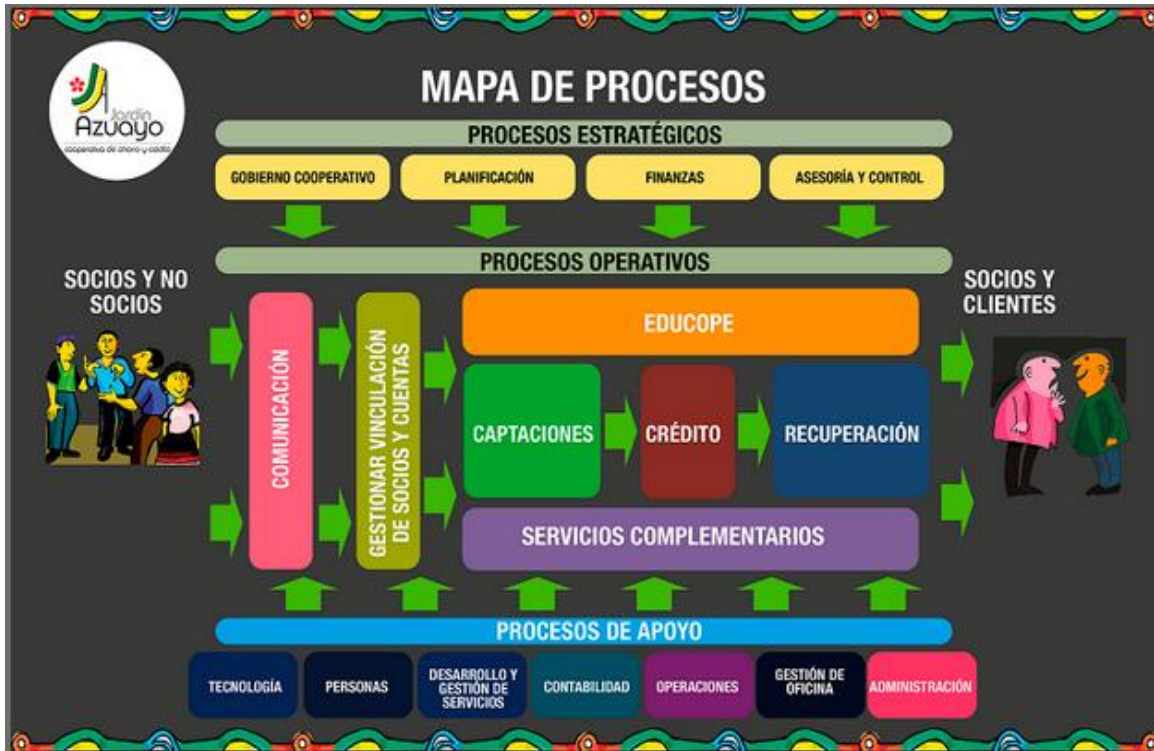 Jardín
Azuayo
cooperativa de ahorro y crédito
MAPA DE PROCESOS
PROCESOS ESTRATÉGICOS
GOBIERNO COOPERATIVO
PLANIFICACIÓN
FINANZAS
ASESORÍA Y CONTROL
PROCESOS OPERATIVOS
SOCIOS Y NO
SOCIOS
COMUNICACIÓN
GESTIONAR VINCULACIÓN
DE SOCIOS Y CUENTAS
EDUCOPE
CAPTACIONES
CRÉDITO
RECUPERACIÓN
SERVICIOS COMPLEMENTARIOS
SOCIOS Y
CLIENTES
PROCESOS DE APOYO
TECNOLOGÍA
PERSONAS
DESARROLLO Y
GESTIÓN DE
SERVICIOS
CONTABILIDAD
OPERACIONES
GESTIÓN DE
OFICINA
ADMINISTRACIÓN